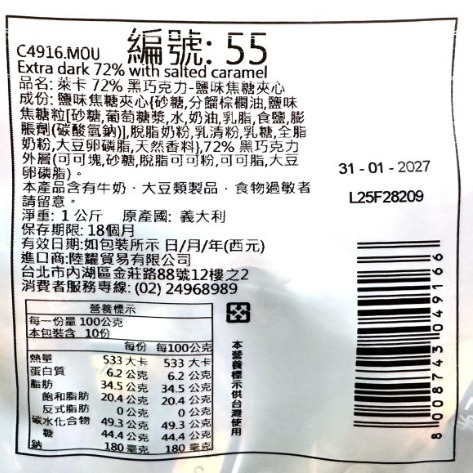 C4916.MOU 編號: 55
Extra dark 72% with salted caramel
品名: 萊卡 72% 黑巧克力-鹽味焦糖夾心
成份: 鹽味焦糖夾心{砂糖,分餾棕櫚油,鹽味
焦糖粒[砂糖,葡萄糖漿,水,奶油,乳脂,食鹽,膨
脹劑(碳酸氫鈉)],脫脂奶粉,乳清粉,乳糖,全脂
奶粉,大豆卵磷脂,天然香料},72% 黑巧克力
外層(可可塊,砂糖,脫脂可可粉,可可脂,大豆
卵磷脂)。
本產品含有牛奶、大豆類製品,食物過敏者
請留意。
淨重: 1 公斤 原產國: 義大利
保存期限: 18個月
有效日期:如包裝所示 日/月/年(西元)
進口商:陸耀貿易有限公司
台北市內湖區金莊路88號12樓之2
消費者服務專線: (02) 24968989
31-01-2027
L25F28209
營養標示
每一份量 100公克
本包裝含 10份
每份 每100公克
熱量 533 大卡 533 大卡
蛋白質 6.2 公克 6.2 公克
脂肪 34.5 公克 34.5 公克
飽和脂肪 20.4 公克 20.4 公克
反式脂肪 0 公克 0 公克
碳水化合物 49.3 公克 49.3 公克
糖 44.4 公克 44.4 公克
鈉 180 毫克 180 毫克
本營養標示供台灣使用
8008743049166